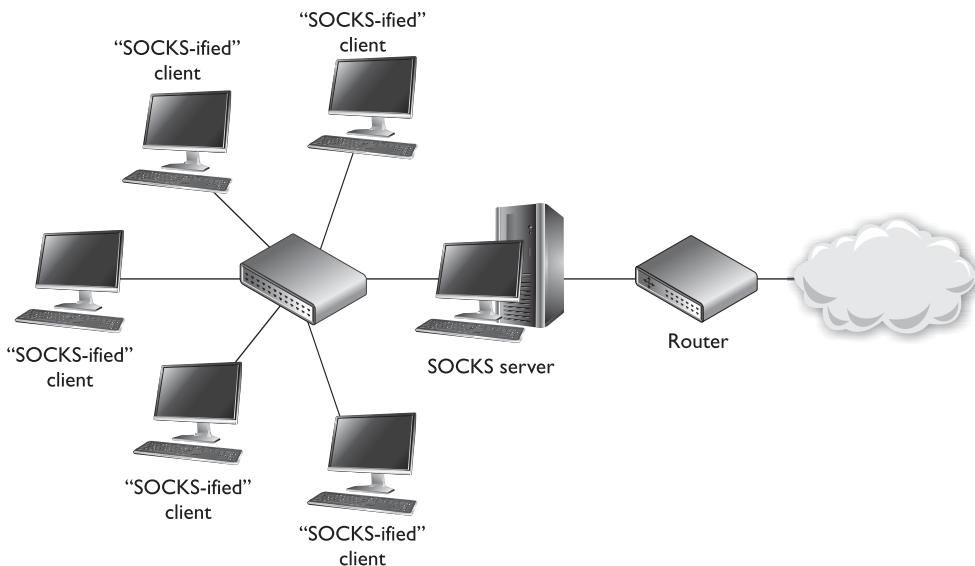 “SOCKS-ified”
client
“SOCKS-ified”
client
“SOCKS-ified”
client
SOCKS server
Router
“SOCKS-ified”
client
“SOCKS-ified”
client